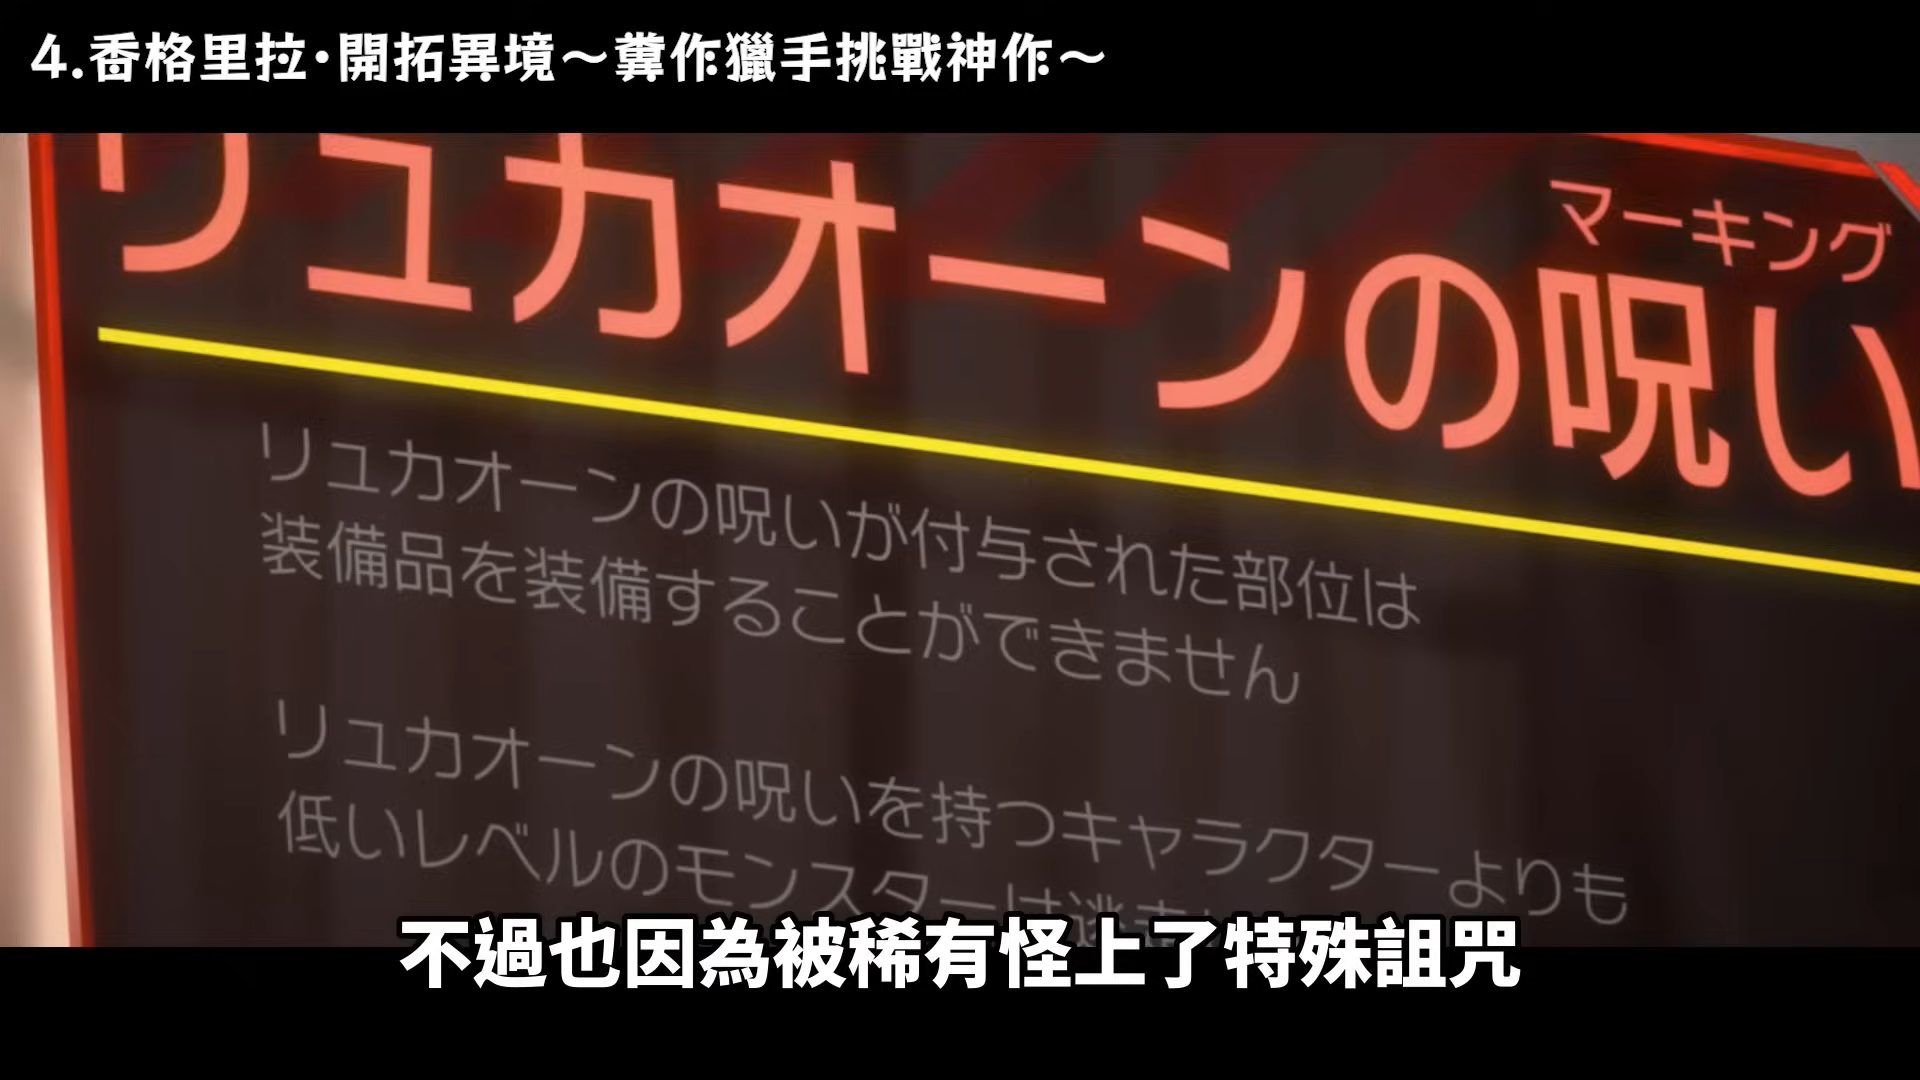 4.香格里拉·開拓異境～糞作獵手挑戰神作～
マーキング
リュカオーンの呪い
リュカオーンの呪いが付与された部位は
装備品を装備することができません
リュカオーンの呪いを持つキャラクターよりも
低いレベルのモンスターは逃走
不過也因為被稀有怪上了特殊詛咒